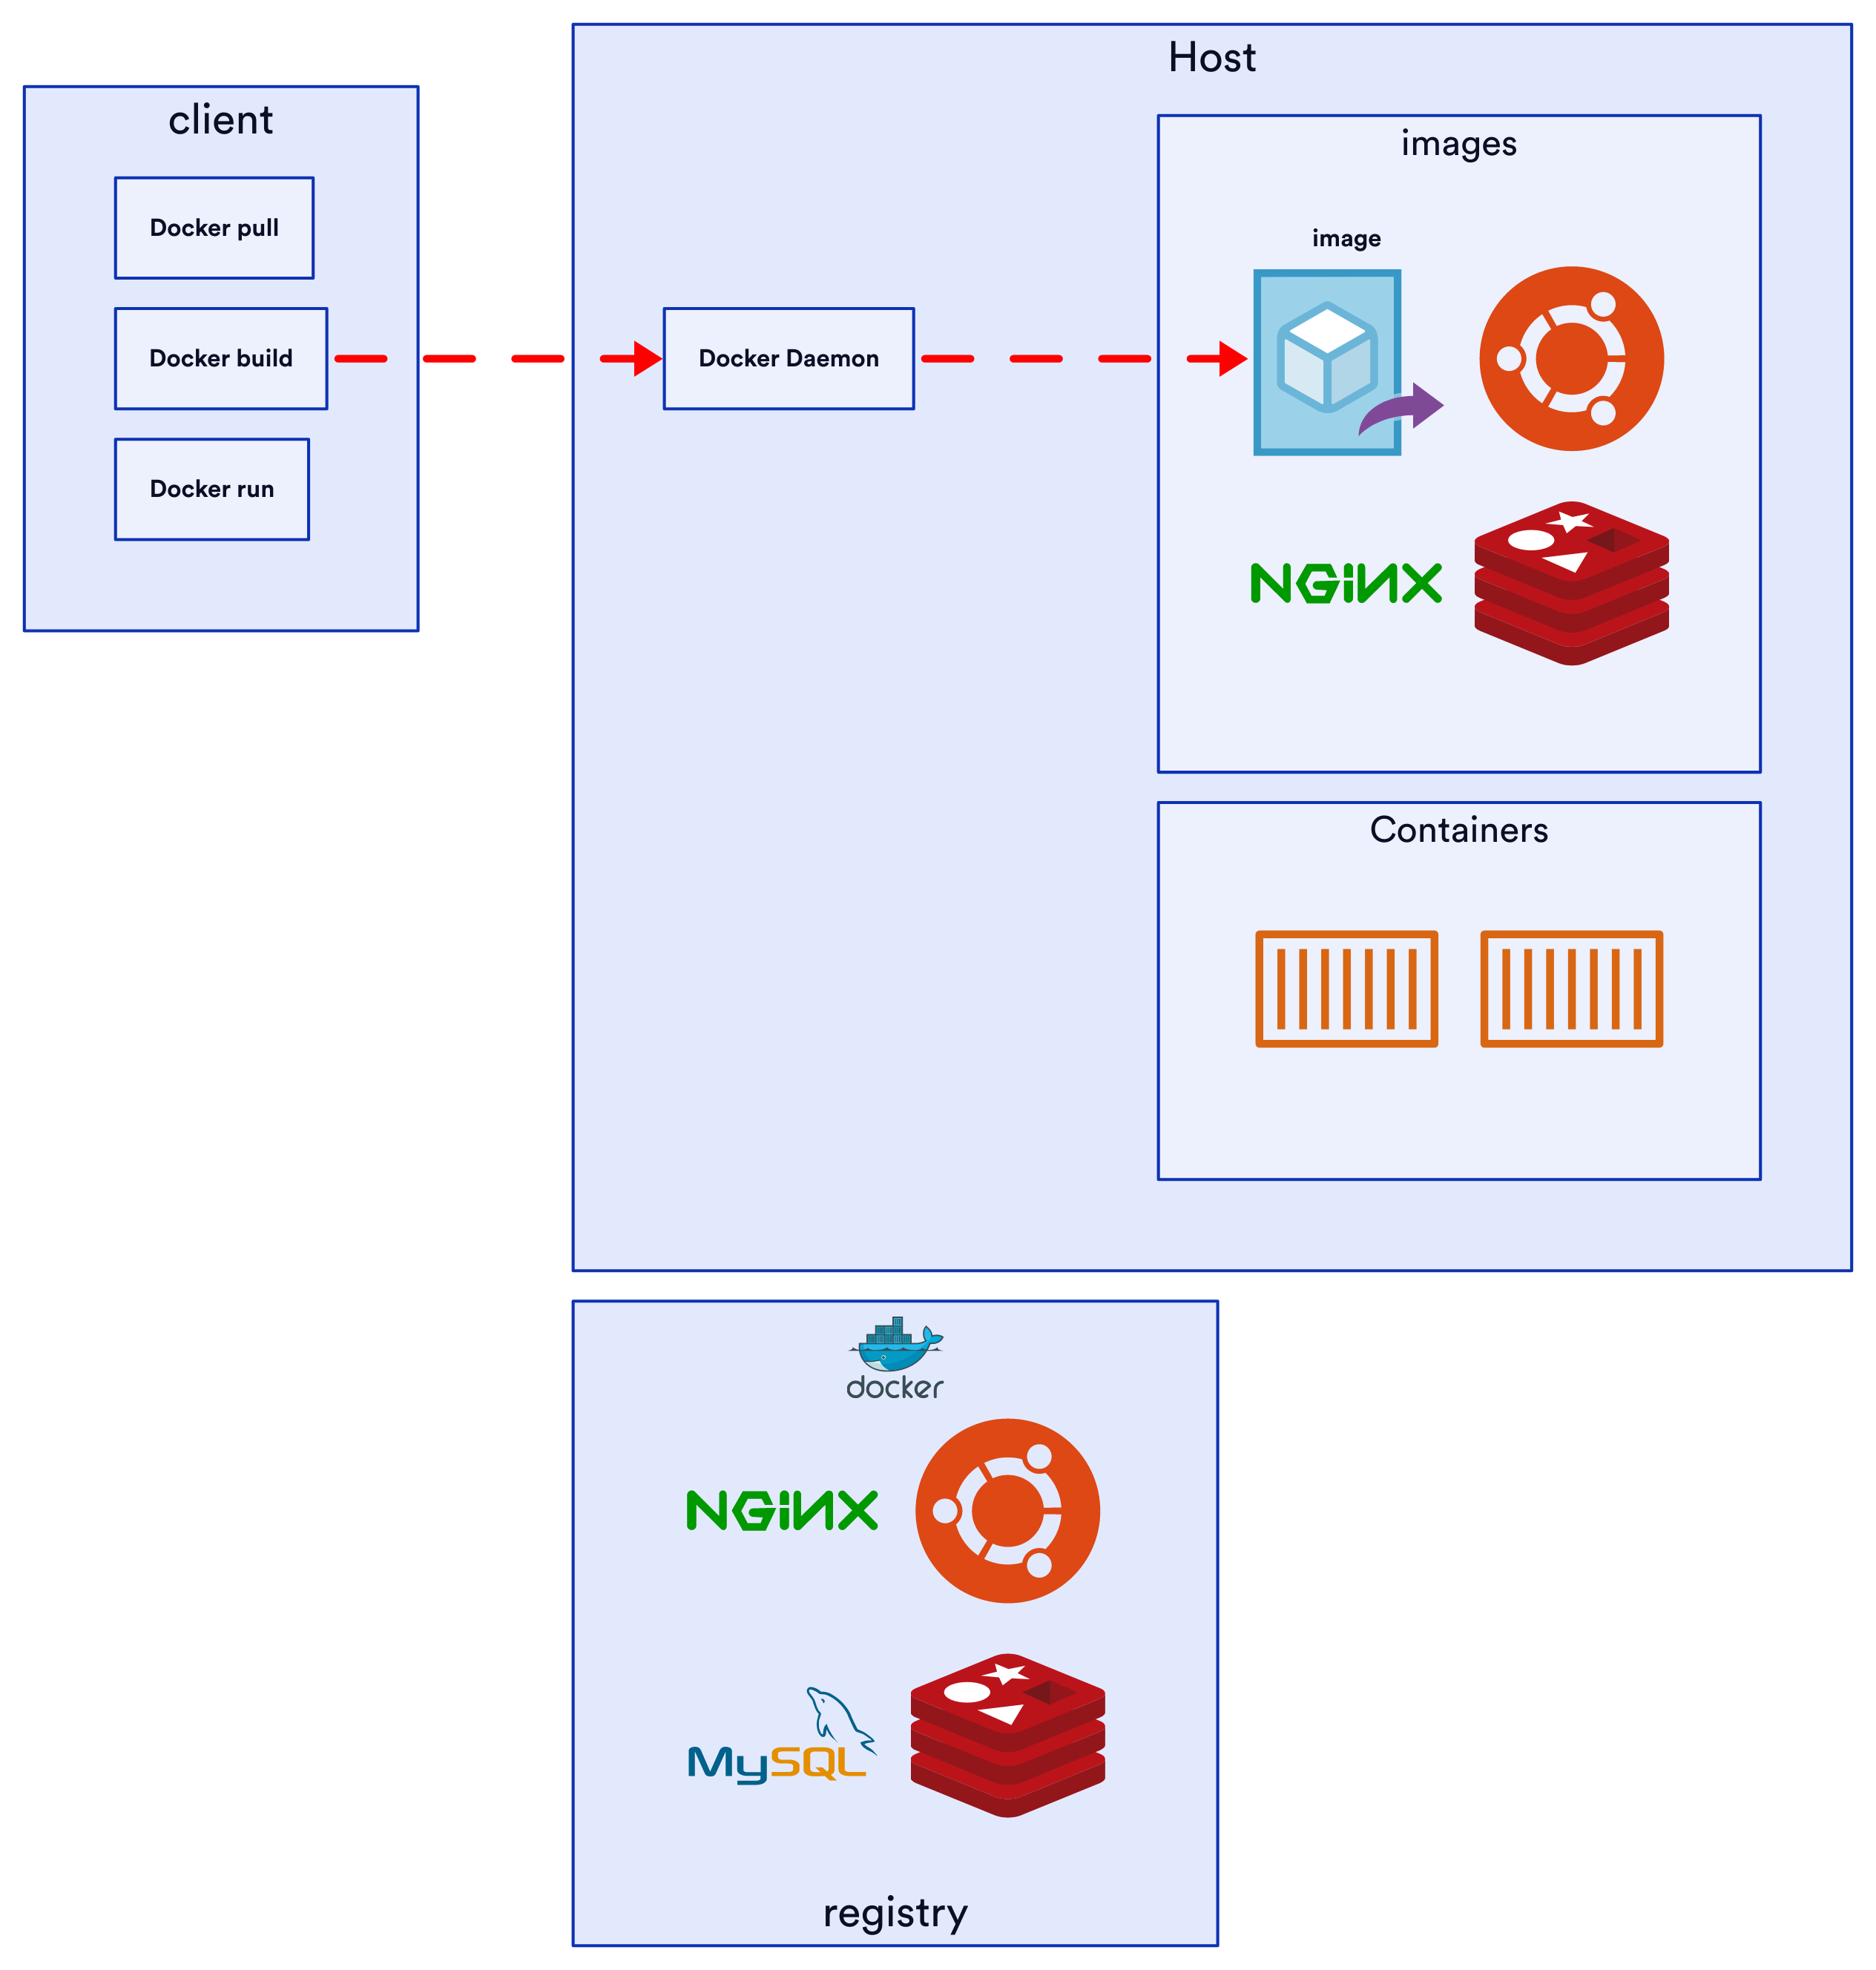 Host
client
images
Docker pull
image
Docker build
Docker Daemon
Docker run
NGiNX
Containers
docker
NGiNX
MySQL
registry